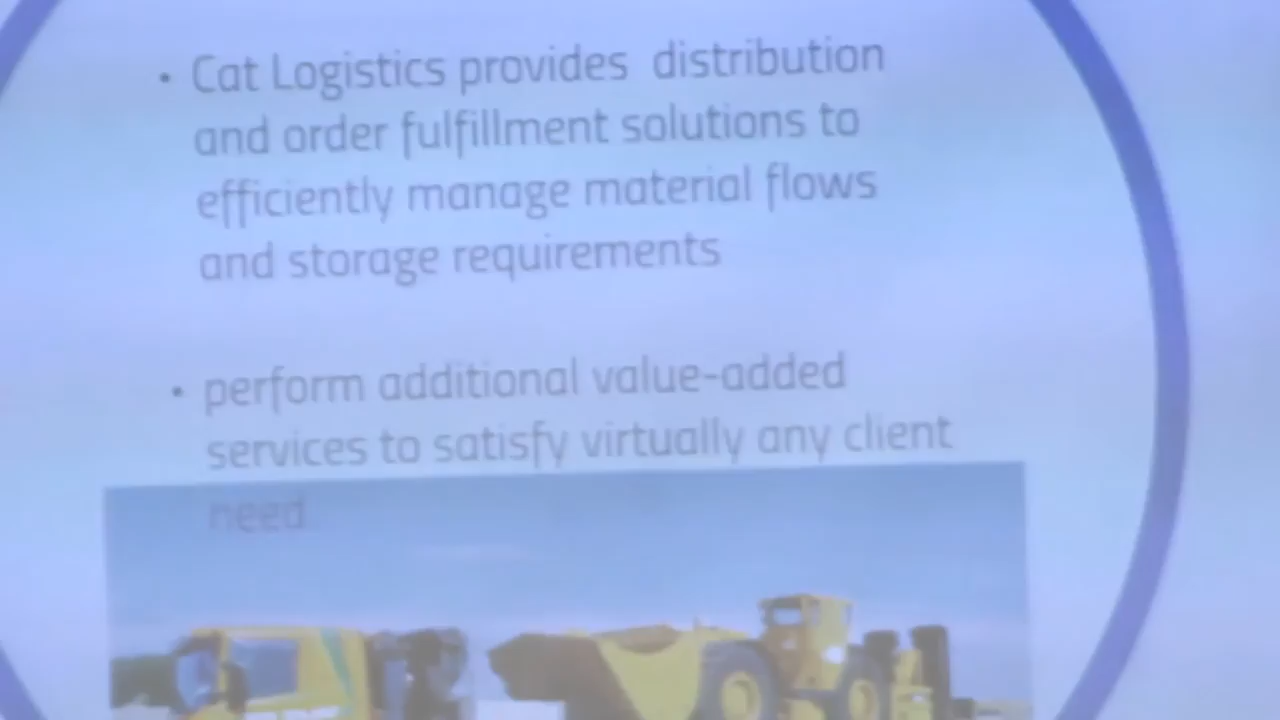 • Cat Logistics provides distribution
and order fulfillment solutions to
efficiently manage material flows
and storage requirements
• perform additional value-added
services to satisfy virtually any client
need